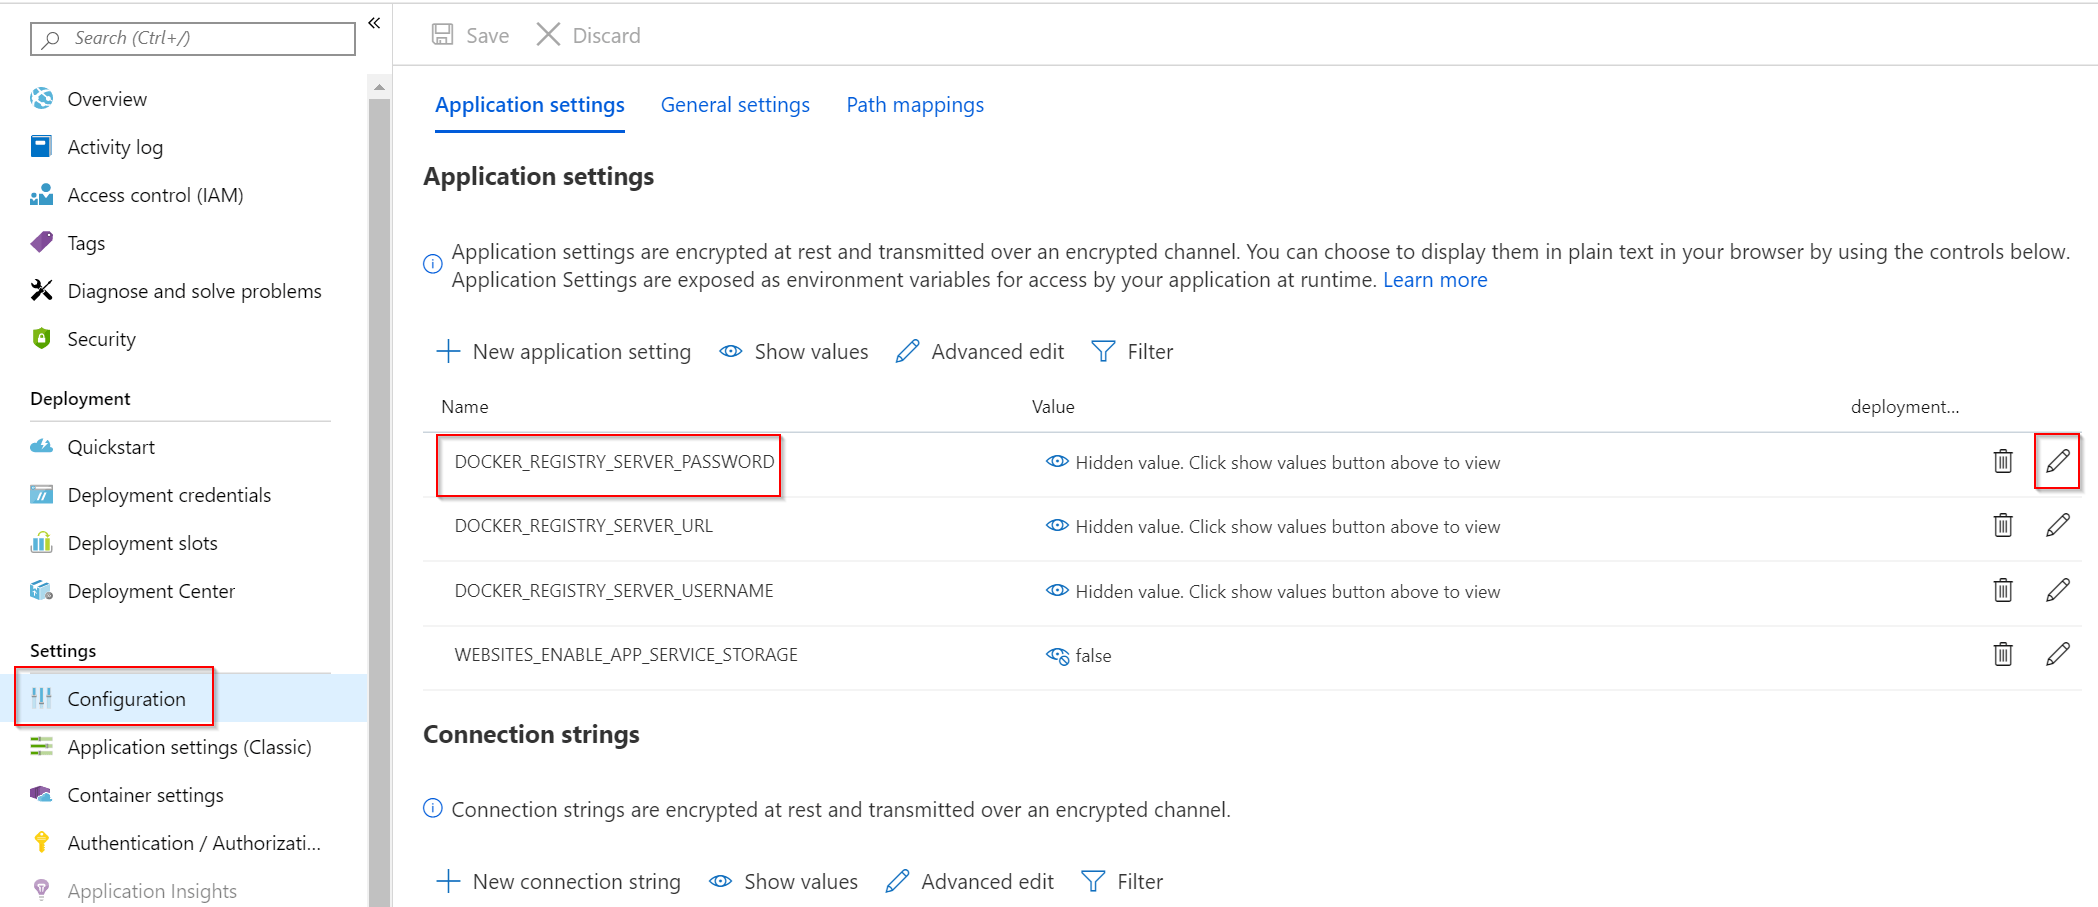 Search (Ctrl+/)
«
Overview
Activity log
Access control (IAM)
Tags
Diagnose and solve problems
Security
Deployment
Quickstart
Deployment credentials
Deployment slots
Deployment Center
Settings
Configuration
Application settings (Classic)
Container settings
Authentication / Authorizati...
Application Insights
Save Discard
Application settings General settings Path mappings
Application settings
Application settings are encrypted at rest and transmitted over an encrypted channel. You can choose to display them in plain text in your browser by using the controls below.
Application Settings are exposed as environment variables for access by your application at runtime. Learn more
New application setting Show values Advanced edit Filter
Name Value deployment...
DOCKER_REGISTRY_SERVER_PASSWORD Hidden value. Click show values button above to view
DOCKER_REGISTRY_SERVER_URL Hidden value. Click show values button above to view
DOCKER_REGISTRY_SERVER_USERNAME Hidden value. Click show values button above to view
WEBSITES_ENABLE_APP_SERVICE_STORAGE false
Connection strings
Connection strings are encrypted at rest and transmitted over an encrypted channel.
New connection string Show values Advanced edit Filter